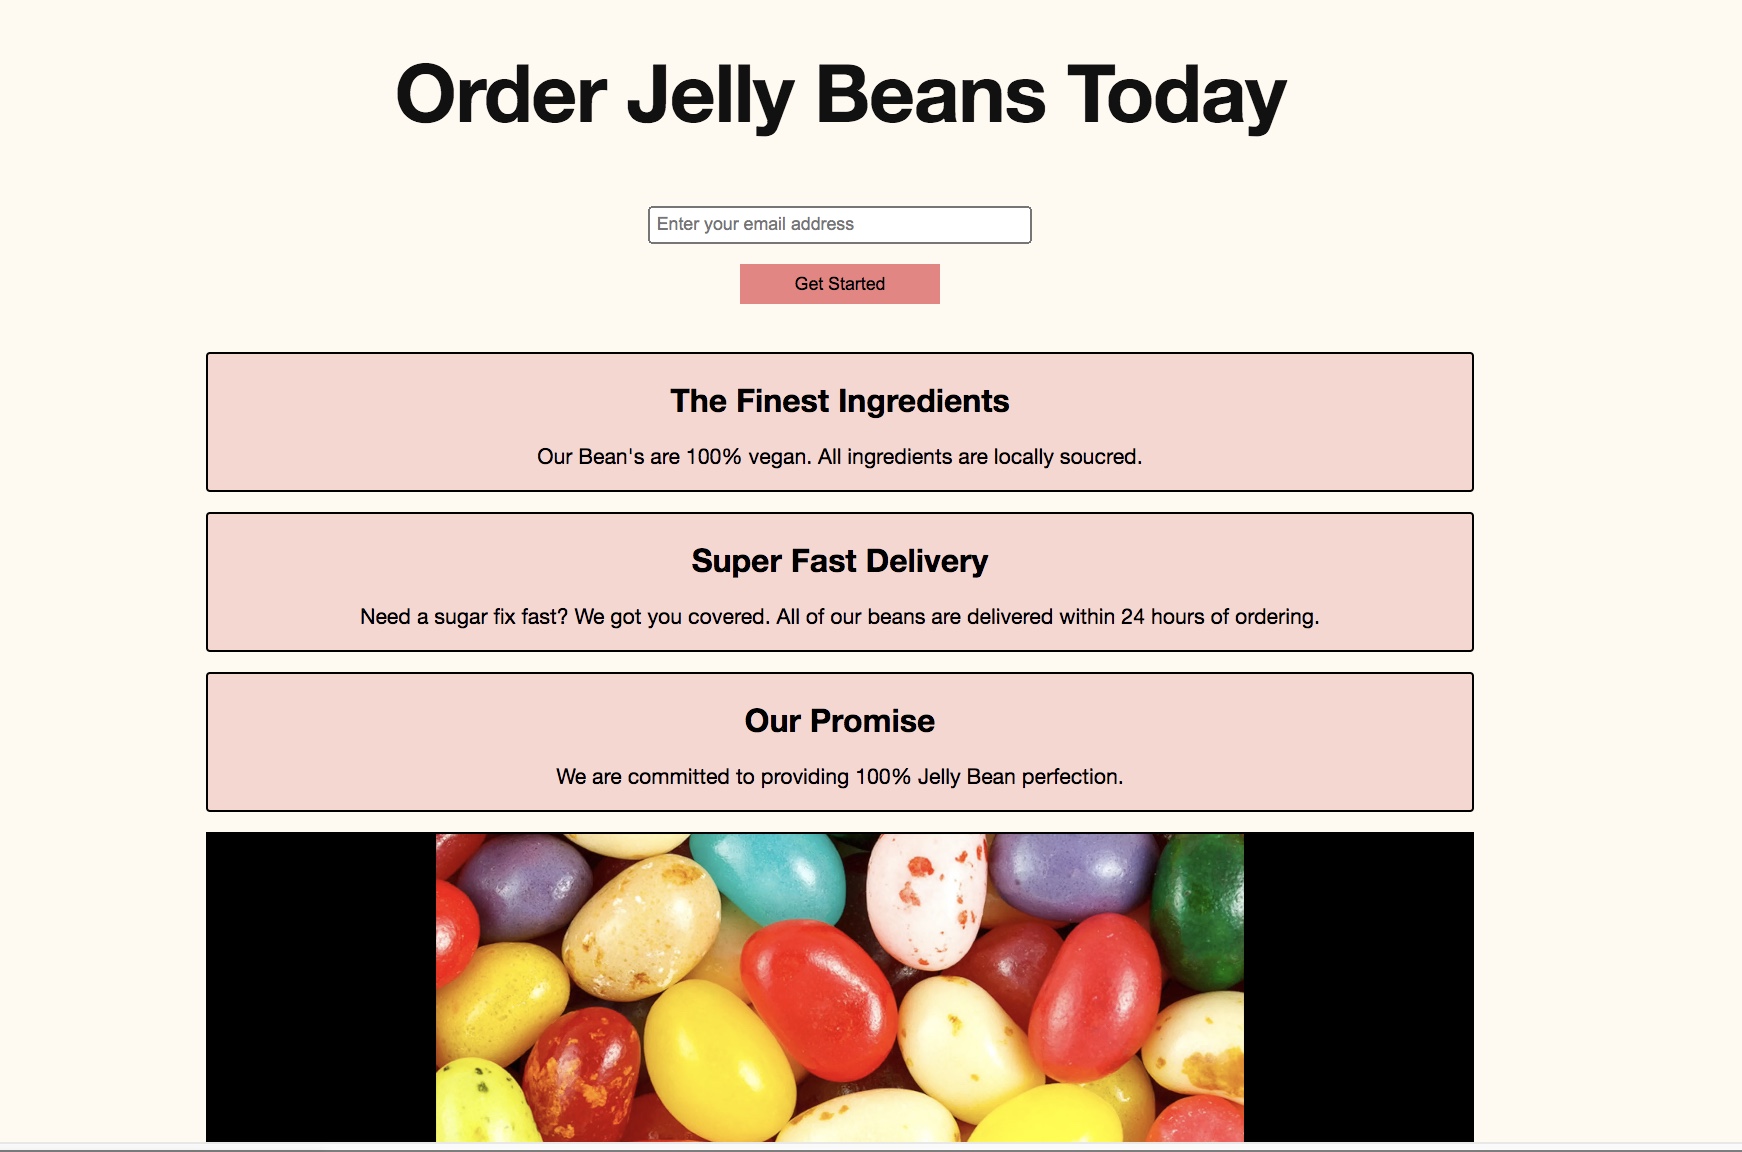 Order Jelly Beans Today
Enter your email address
Get Started
The Finest Ingredients
Our Bean's are 100% vegan. All ingredients are locally soucred.
Super Fast Delivery
Need a sugar fix fast? We got you covered. All of our beans are delivered within 24 hours of ordering.
Our Promise
We are committed to providing 100% Jelly Bean perfection.